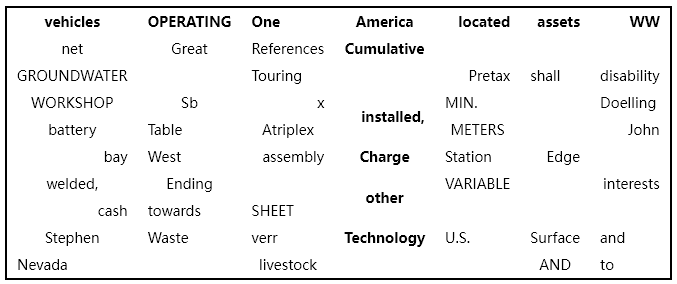 vehicles OPERATING One America located assets WW
net Great References Cumulative
GROUNDWATER Touring Pretax shall disability
WORKSHOP Sb x installed, MIN. Doelling
battery Table Atriplex METERS John
bay West assembly Charge Station Edge
welded, Ending other VARIABLE interests
cash towards SHEET
Stephen Waste verr Technology U.S. Surface and
Nevada livestock AND to